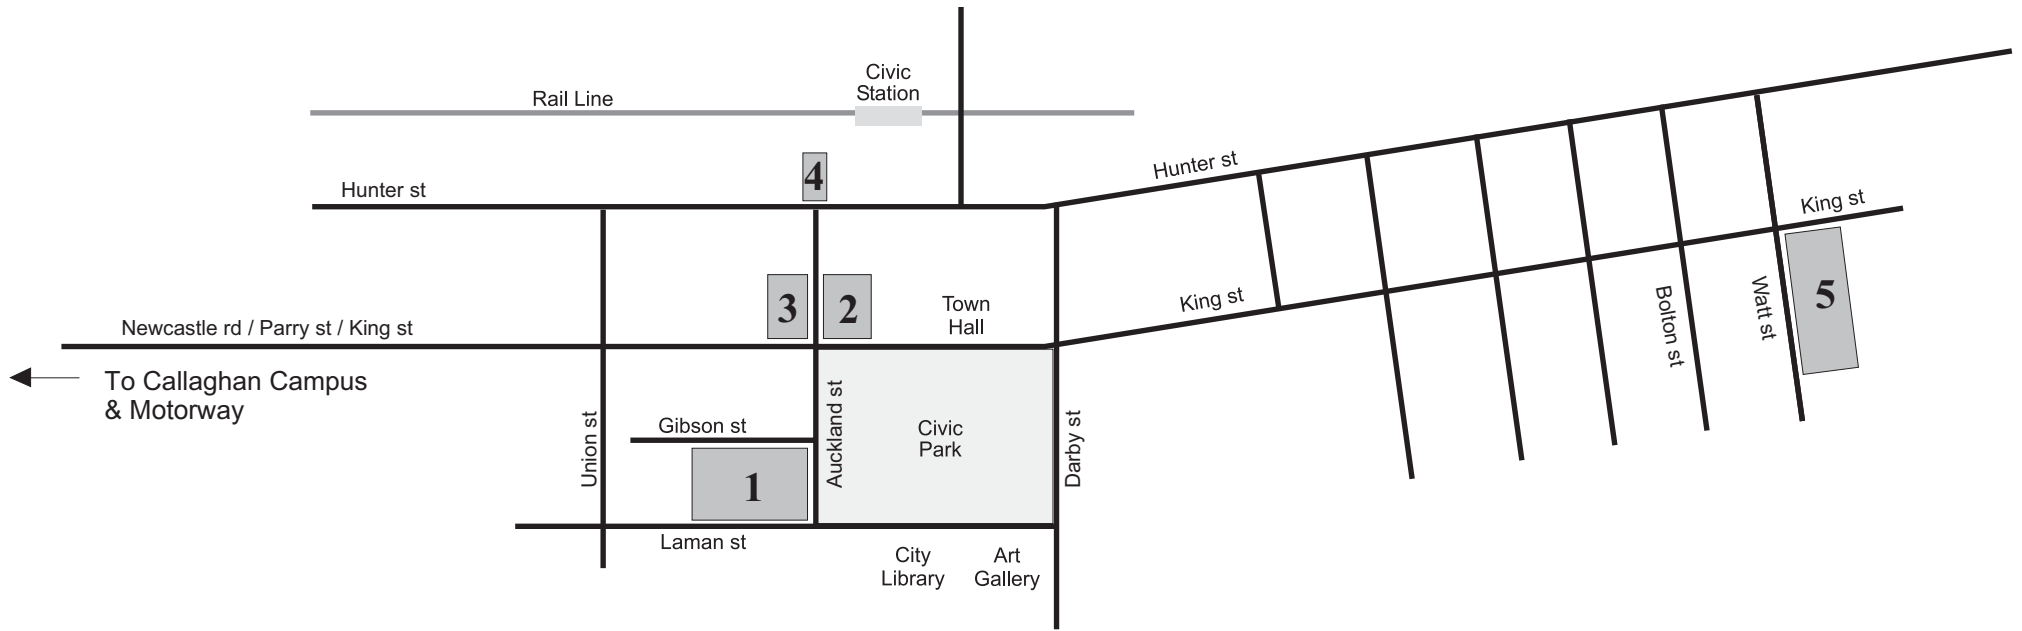 Civic
Station
Rail Line
4
Hunter st
Hunter st
King st
3
2
Town
Hall
King st
5
Newcastle rd / Parry st / King st
Bolton st
Watt st
To Callaghan Campus
& Motorway
Union st
Gibson st
Auckland st
Civic
Park
Darby st
1
Laman st
City
Library
Art
Gallery